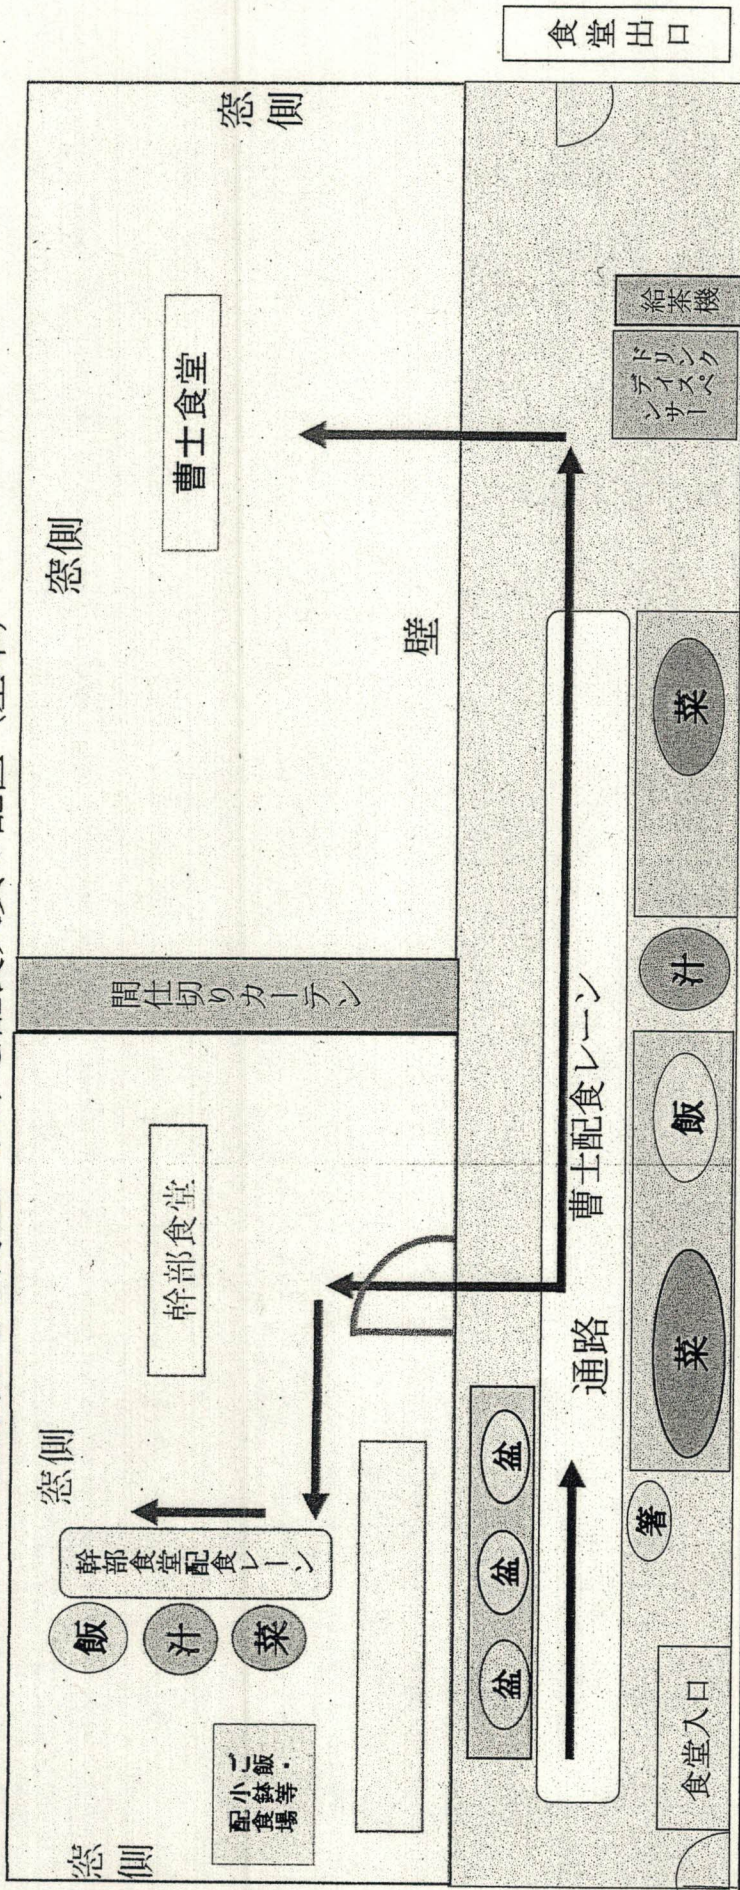 窓側
窓側
窓側
窓側
幹部食堂
曹士食堂
間仕切りカーテン
幹部食堂配食レーン
飯
汁
菜
ご飯・
小鉢等
配食場
壁
盆
盆
盆
通路
曹士配食レーン
箸
菜
飯
汁
菜
ドリンク
ディスペ
ンサー
給茶機
食堂入口
食堂出口